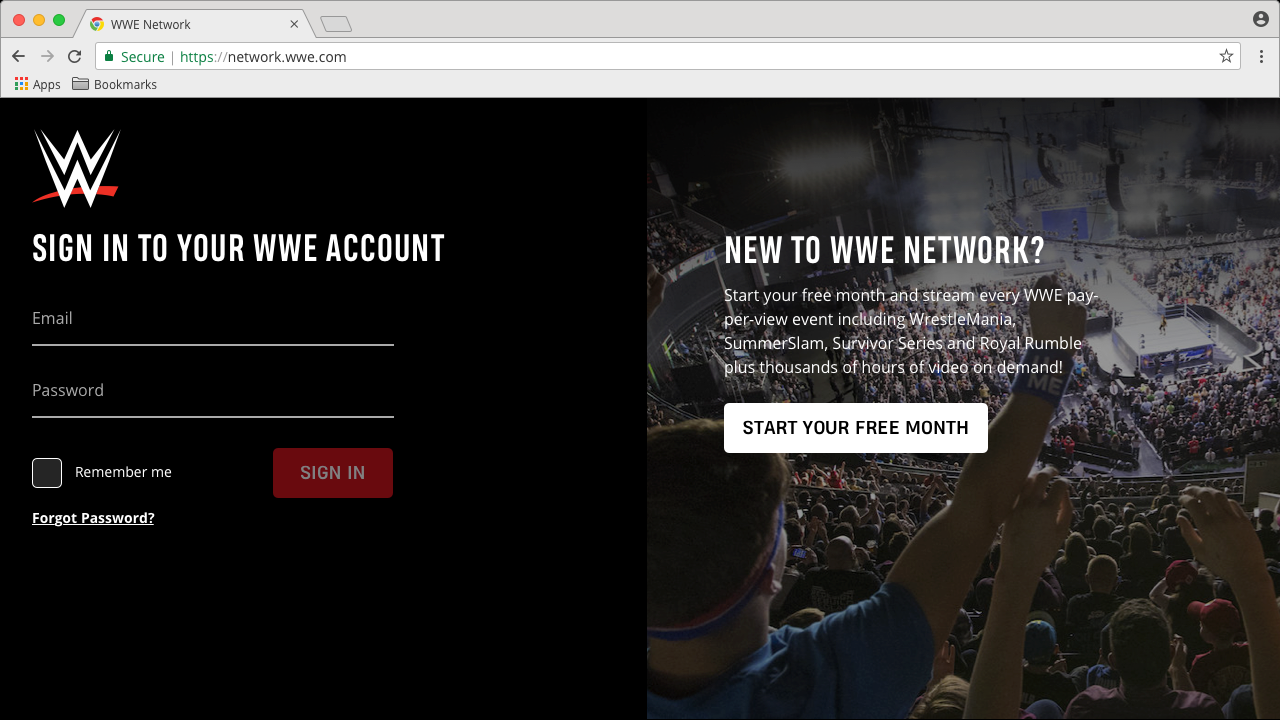 WWE Network
Secure | https://network.wwe.com
Apps Bookmarks
W
SIGN IN TO YOUR WWE ACCOUNT
Email
Password
Remember me
SIGN IN
Forgot Password?
NEW TO WWE NETWORK?
Start your free month and stream every WWE pay-
per-view event including WrestleMania,
SummerSlam, Survivor Series and Royal Rumble
plus thousands of hours of video on demand!
START YOUR FREE MONTH
ME